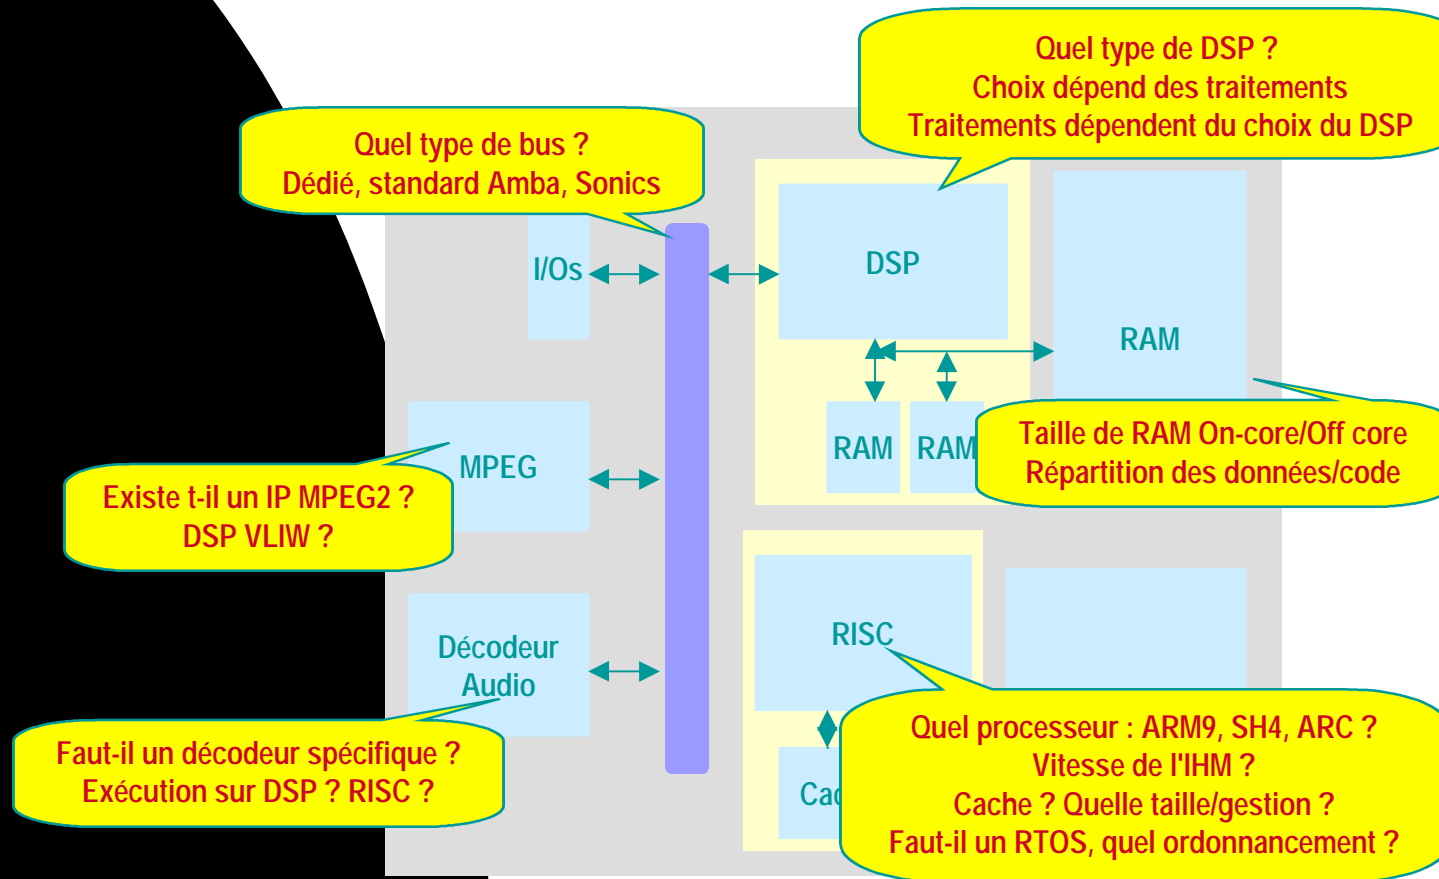 Quel type de DSP ?
Choix dépend des traitements
Traitements dépendent du choix du DSP
Quel type de bus ?
Dédié, standard Amba, Sonics
I/Os
DSP
RAM
RAM
RAM
Taille de RAM On-core/Off core
Répartition des données/code
MPEG
Existe t-il un IP MPEG2 ?
DSP VLIW ?
RISC
Décodeur
Audio
Faut-il un décodeur spécifique ?
Exécution sur DSP ? RISC ?
Quel processeur : ARM9, SH4, ARC ?
Vitesse de l'IHM ?
Cache ? Quelle taille/gestion ?
Faut-il un RTOS, quel ordonnancement ?